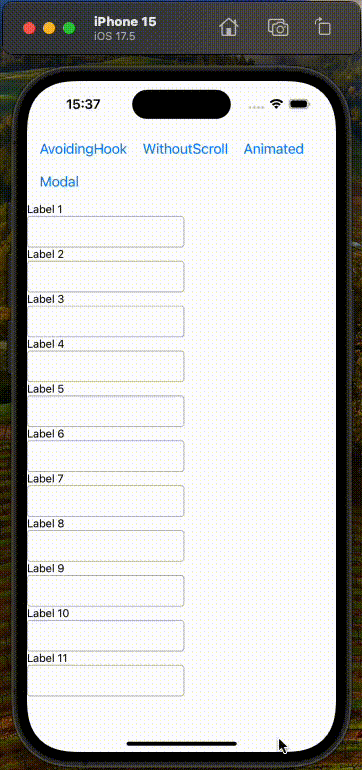 iPhone 15
iOS 17.5
15:37
AvoidingHook WithoutScroll Animated
Modal
Label 1
Label 2
Label 3
Label 4
Label 5
Label 6
Label 7
Label 8
Label 9
Label 10
Label 11